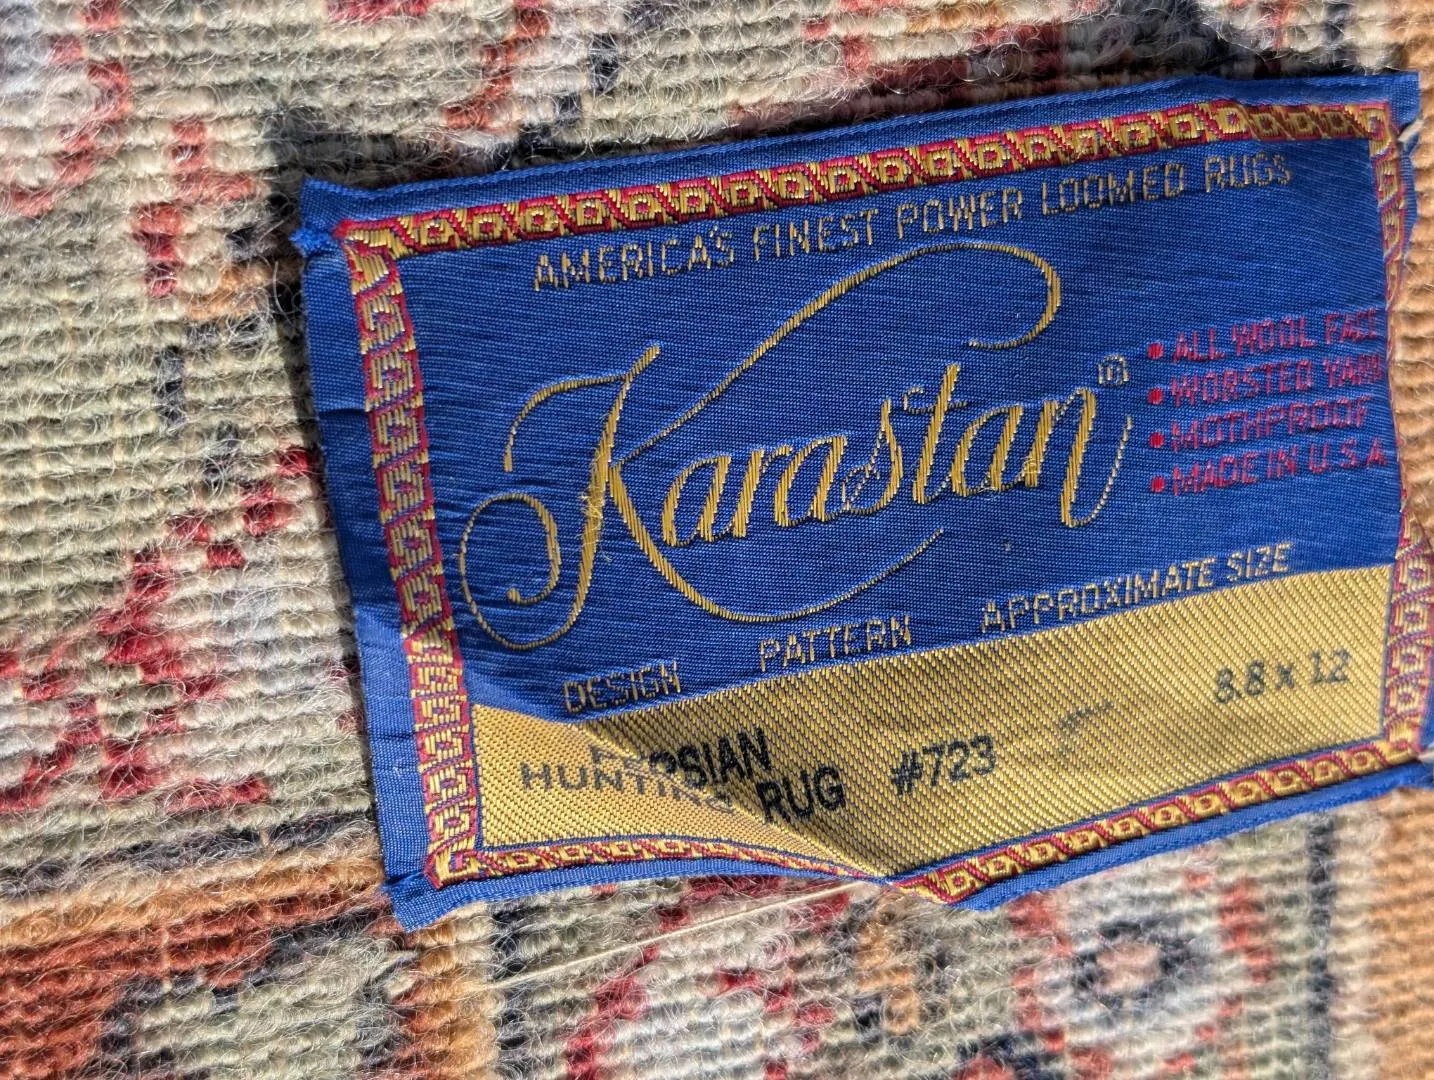 AMERICA'S FINEST POWER LOOMED RUGS
Karastan®
• ALL WOOL FACE
• WORSTED YARN
• MOTHPROOF
• MADE IN U.S.A
DESIGN PATTERN APPROXIMATE SIZE
PERSIAN
HUNTING RUG #723 8.8 x 12